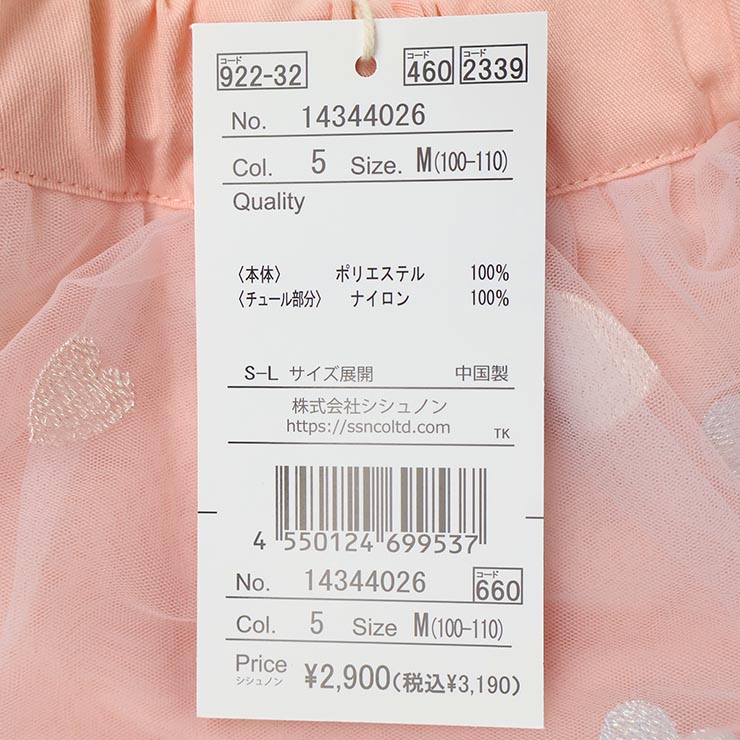 コード 922-32 コード 460 コード 2339
No. 14344026
Col. 5 Size. M(100-110)
Quality
〈本体〉 ポリエステル 100%
〈チュール部分〉 ナイロン 100%
S-L サイズ展開 中国製
株式会社シシュノン
https://ssncoltd.com TK
4 550124 699537
No. 14344026 コード 660
Col. 5 Size M(100-110)
Price シシュノン ¥2,900(税込¥3,190)